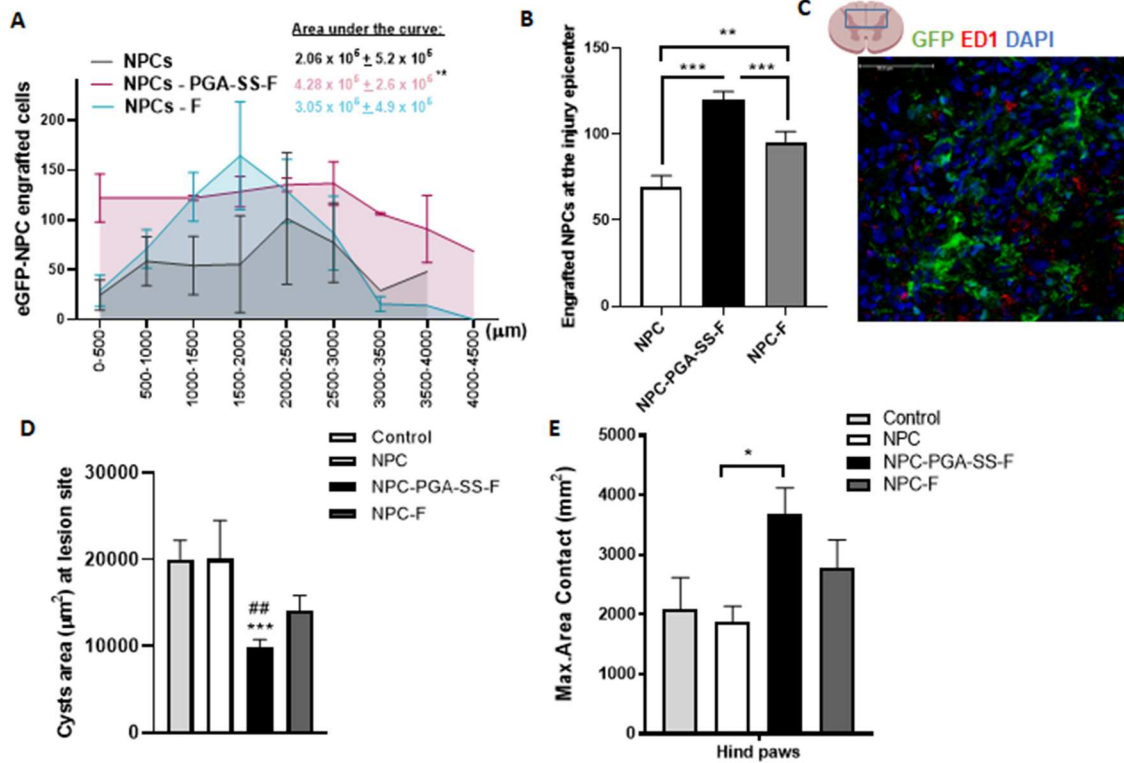 A
Area under the curve:
NPCs 2.06 x 10⁶ ± 5.2 x 10⁶
NPCs - PGA-SS-F 4.28 x 10⁶ ± 2.6 x 10⁶ **
NPCs - F 3.05 x 10⁶ ± 4.9 x 10⁶
eGFP-NPC engrafted cells
200
150
100
50
0
(μm)
0-500
500-1000
1000-1500
1500-2000
2000-2500
2500-3000
3000-3500
3500-4000
4000-4500
B
Engrafted NPCs at the injury epicenter
150
100
50
0
**
*** ***
NPC
NPC-PGA-SS-F
NPC-F
C
GFP ED1 DAPI
D
Control
NPC
NPC-PGA-SS-F
NPC-F
Cysts area (μm²) at lesion site
30000
20000
10000
0
##
***
E
Control
NPC
NPC-PGA-SS-F
NPC-F
Max.Area Contact (mm²)
5000
4000
3000
2000
1000
0
*
Hind paws